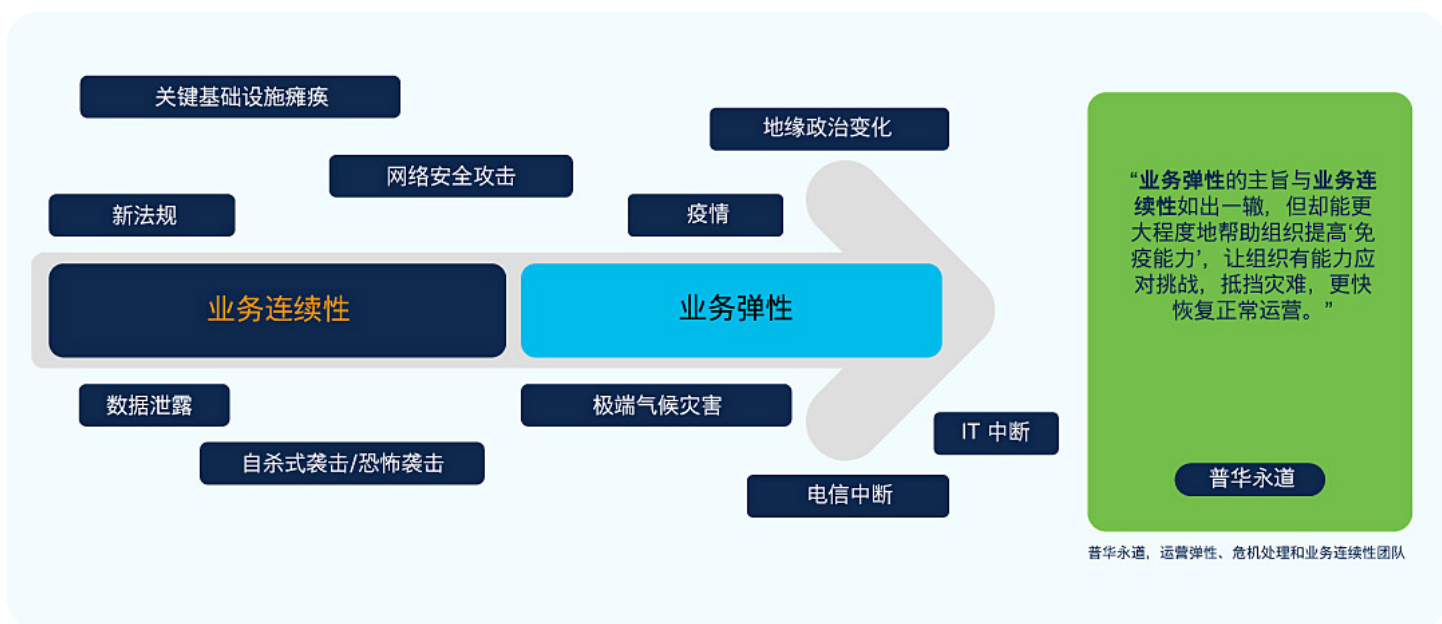 关键基础设施瘫痪
地缘政治变化
网络安全攻击
新法规
疫情
业务连续性
业务弹性
数据泄露
极端气候灾害
IT 中断
自杀式袭击/恐怖袭击
电信中断
“业务弹性的主旨与业务连
续性如出一辙，但却能更
大程度地帮助组织提高‘免
疫能力’，让组织有能力应
对挑战，抵挡灾难，更快
恢复正常运营。”
普华永道
普华永道，运营弹性、危机处理和业务连续性团队